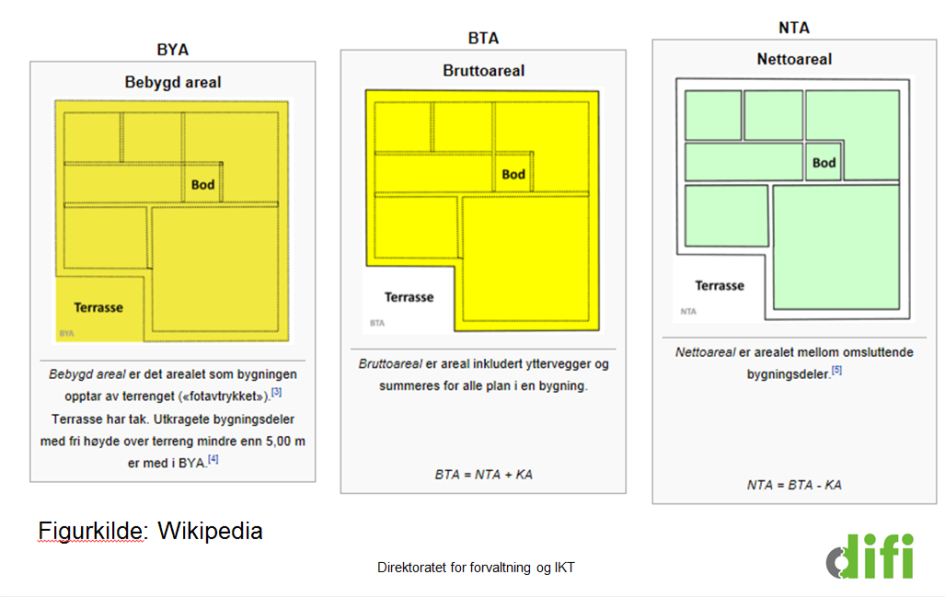 BYA
Bebygd areal
Bod
Terrasse
BYA
Bebygd areal er det arealet som bygningen
opptar av terrenget («fotavtrykket»).[3]
Terrasse har tak. Utkragete bygningsdeler
med fri høyde over terreng mindre enn 5,00 m
er med i BYA.[4]
BTA
Bruttoareal
Bod
Terrasse
BTA
Bruttoareal er areal inkludert yttervegger og
summeres for alle plan i en bygning.
BTA = NTA + KA
NTA
Nettoareal
Bod
Terrasse
NTA
Nettoareal er arealet mellom omsluttende
bygningsdeler.[5]
NTA = BTA - KA
Figurkilde: Wikipedia
Direktoratet for forvaltning og IKT
difi